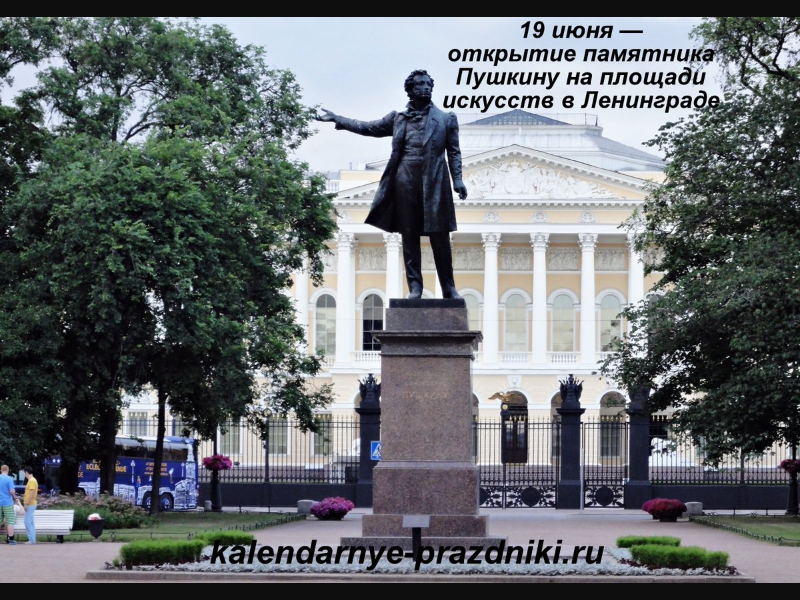 19 июня —
открытие памятника
Пушкину на площади
искусств в Ленинграде
kalendarnye-prazdniki.ru